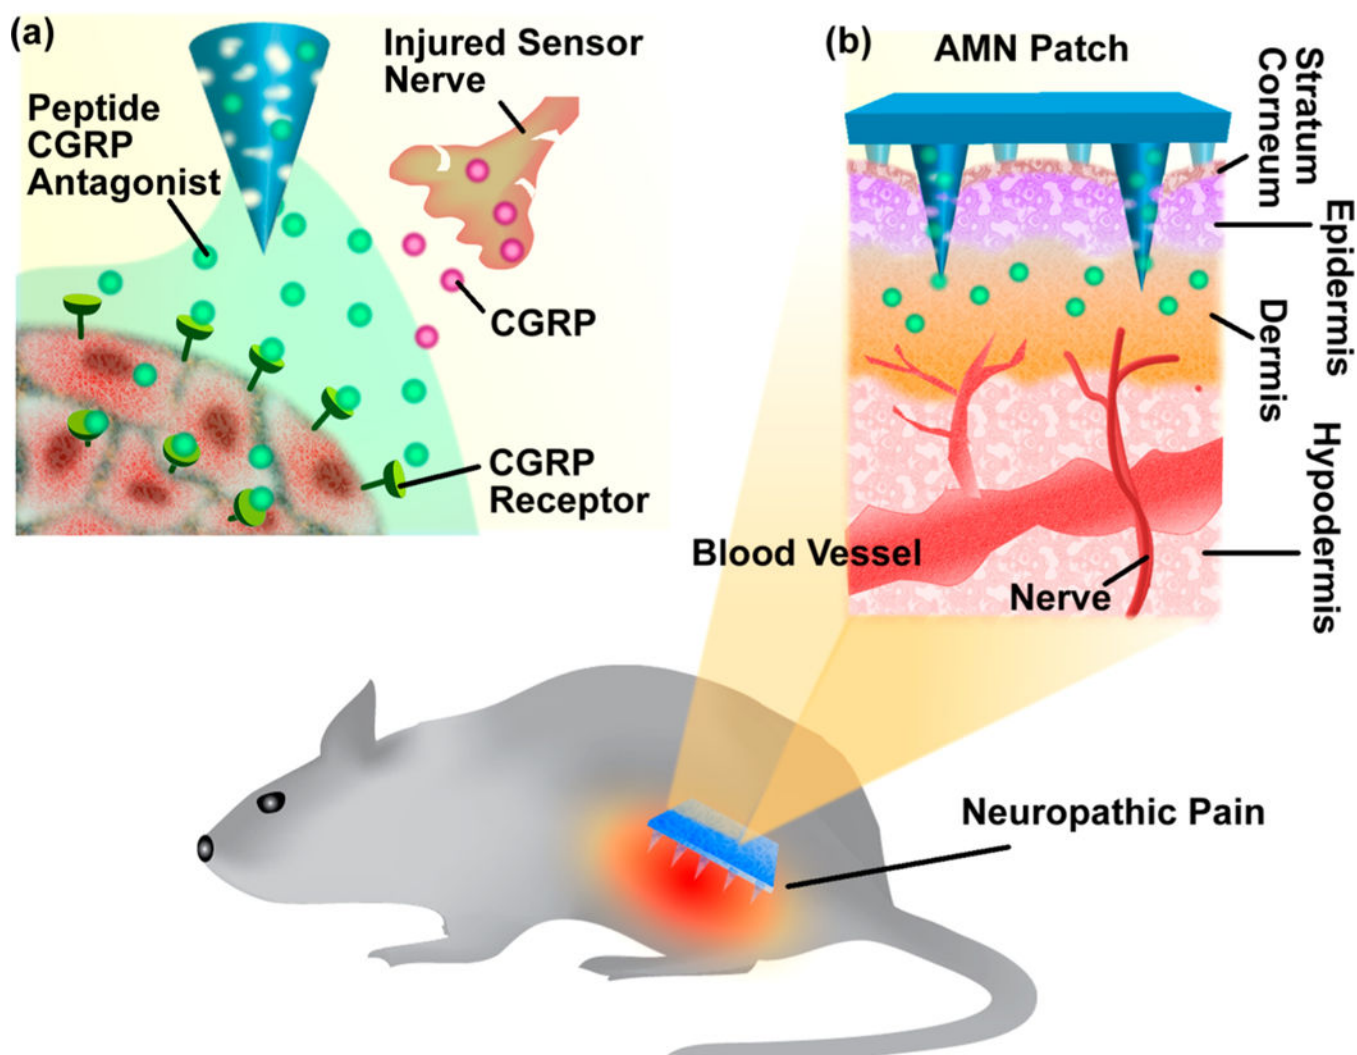 (a)
Injured Sensor
Nerve
Peptide
CGRP
Antagonist
CGRP
CGRP
Receptor
(b)
AMN Patch
Stratum
Corneum
Epidermis
Dermis
Hypodermis
Blood Vessel
Nerve
Neuropathic Pain